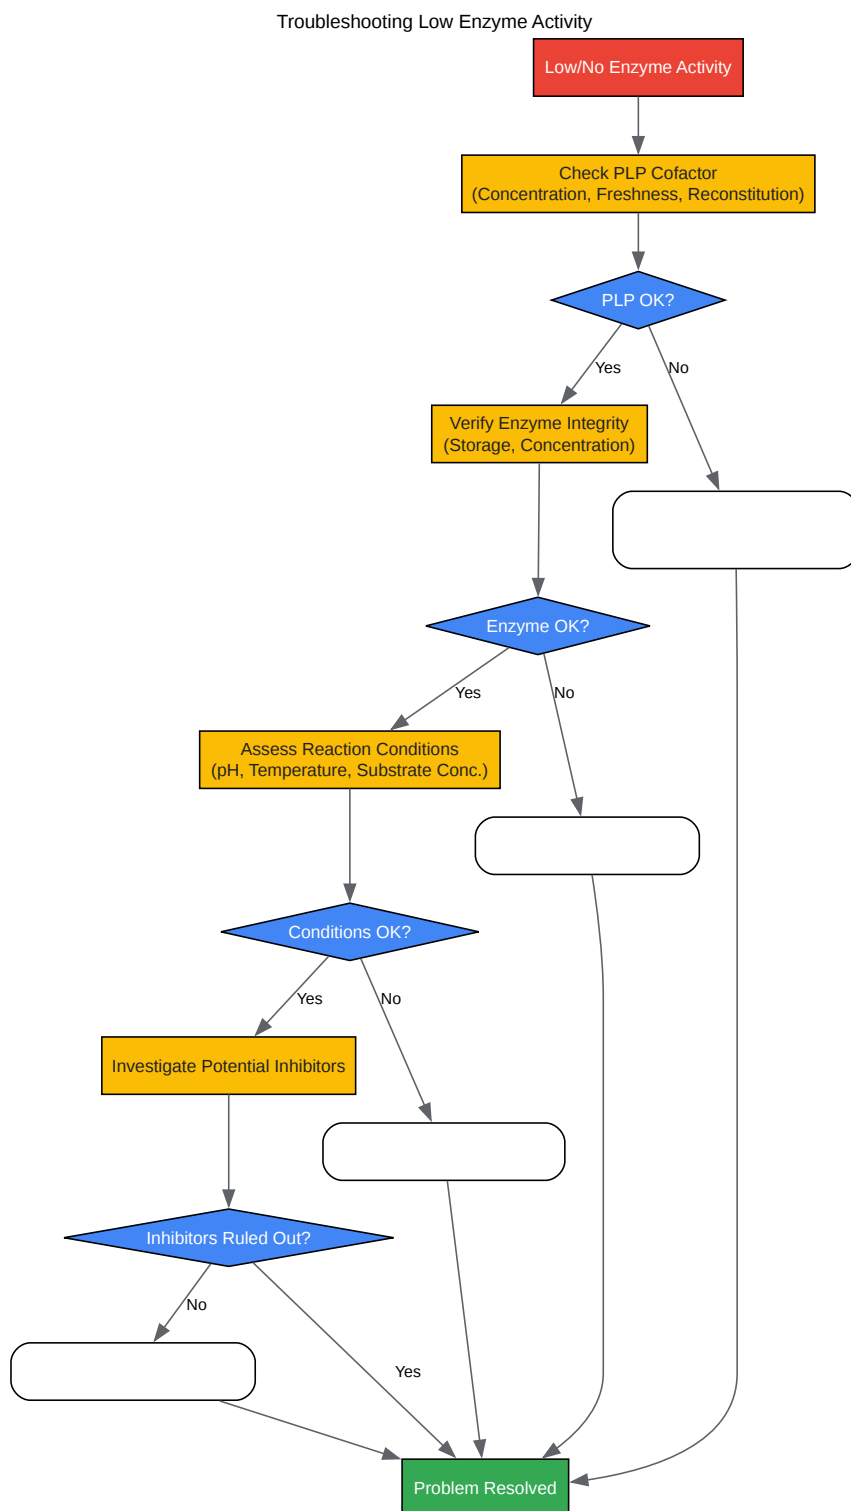 Troubleshooting Low Enzyme Activity
Low/No Enzyme Activity
Check PLP Cofactor
(Concentration, Freshness, Reconstitution)
PLP OK?
Yes
No
Verify Enzyme Integrity
(Storage, Concentration)
Enzyme OK?
Yes
No
Assess Reaction Conditions
(pH, Temperature, Substrate Conc.)
Conditions OK?
Yes
No
Investigate Potential Inhibitors
Inhibitors Ruled Out?
No
Yes
Problem Resolved